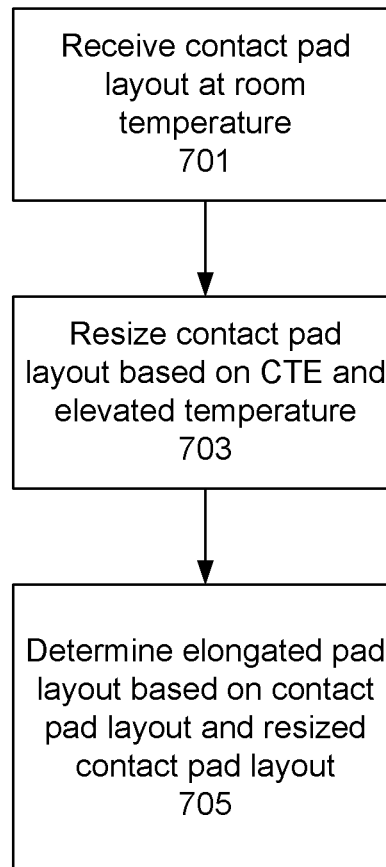 Receive contact pad
layout at room
temperature
701
Resize contact pad
layout based on CTE and
elevated temperature
703
Determine elongated pad
layout based on contact
pad layout and resized
contact pad layout
705